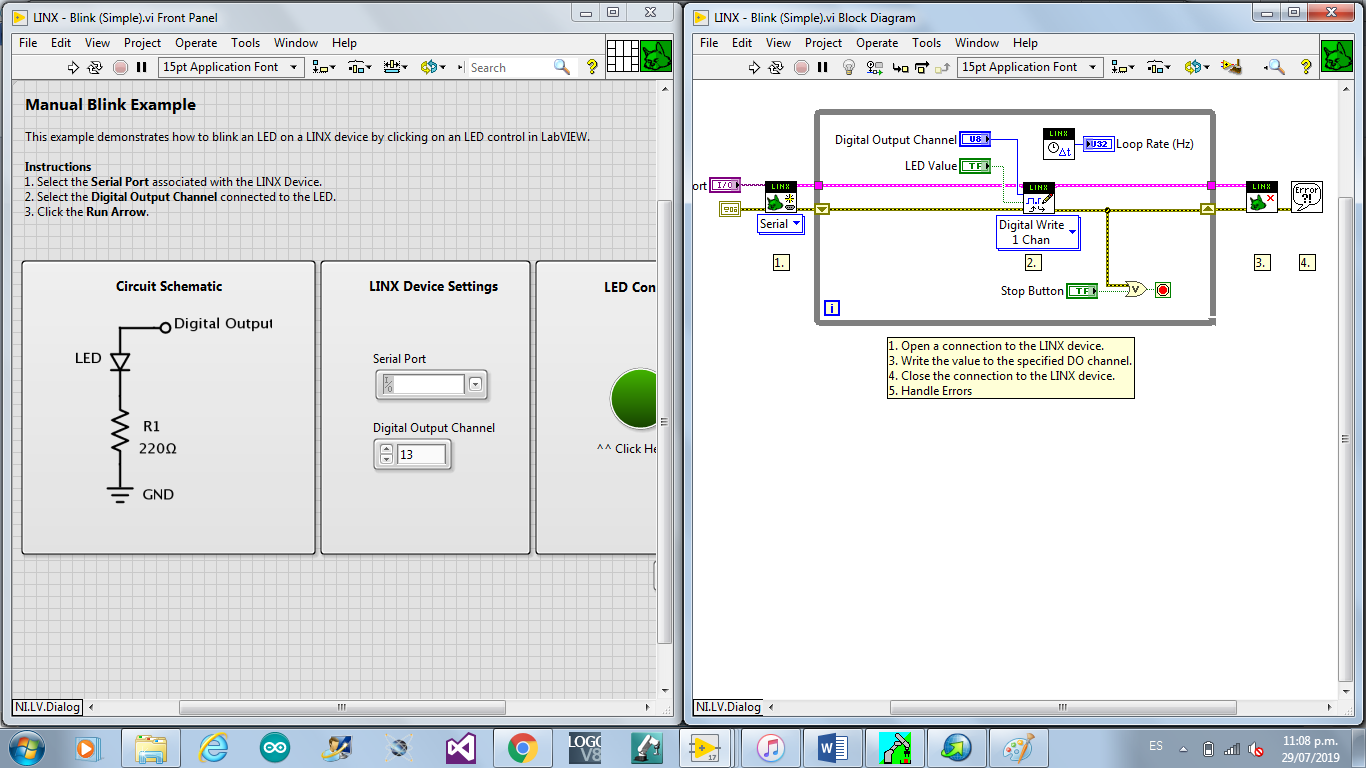 LINX - Blink (Simple).vi Front Panel
File Edit View Project Operate Tools Window Help
15pt Application Font
Search
Manual Blink Example
This example demonstrates how to blink an LED on a LINX device by clicking on an LED control in LabVIEW.
Instructions
1. Select the Serial Port associated with the LINX Device.
2. Select the Digital Output Channel connected to the LED.
3. Click the Run Arrow.
Circuit Schematic
Digital Output
LED
R1
220Ω
GND
LINX Device Settings
Serial Port
I/O
Digital Output Channel
13
LED Con
^^ Click He
NI.LV.Dialog
LINX - Blink (Simple).vi Block Diagram
File Edit View Project Operate Tools Window Help
15pt Application Font
Digital Output Channel U8
LINX
U32 Loop Rate (Hz)
LED Value TF
ort I/O
LINX
LINX
LINX
Error ?!
Serial
Digital Write
1 Chan
1.
2.
3.
4.
Stop Button TF
V
i
1. Open a connection to the LINX device.
3. Write the value to the specified DO channel.
4. Close the connection to the LINX device.
5. Handle Errors
NI.LV.Dialog
LOGO
V8
17
ES
11:08 p.m.
29/07/2019